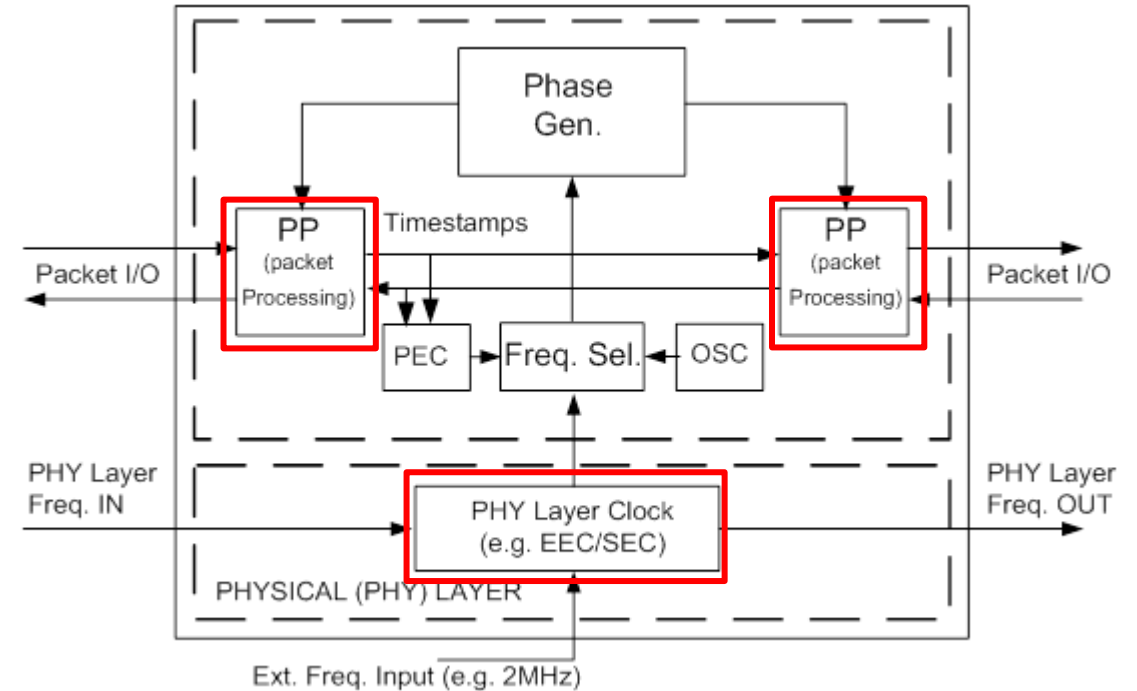 Phase
Gen.
PP
(packet
Processing)
Timestamps
PP
(packet
Processing)
Packet I/O
Packet I/O
PEC
Freq. Sel.
OSC
PHY Layer
Freq. IN
PHY Layer Clock
(e.g. EEC/SEC)
PHY Layer
Freq. OUT
PHYSICAL (PHY) LAYER
Ext. Freq. Input (e.g. 2MHz)